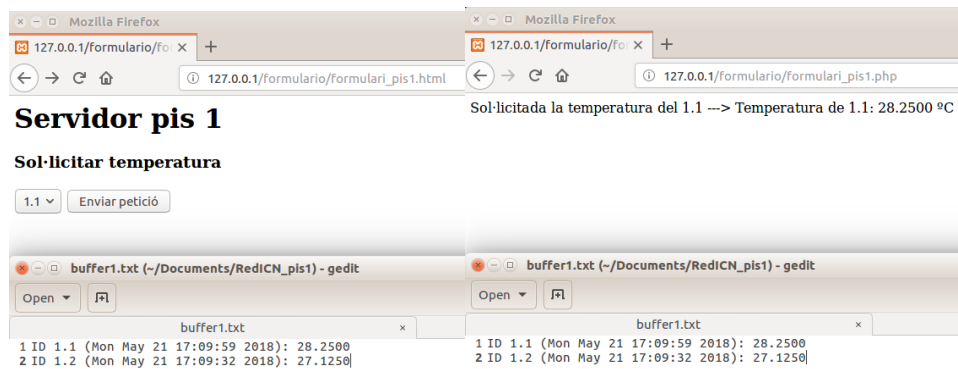 Mozilla Firefox
127.0.0.1/formulario/for
127.0.0.1/formulario/formulari_pis1.html
Servidor pis 1
Sol·licitar temperatura
1.1
Enviar petició
buffer1.txt (~/Documents/RedICN_pis1) - gedit
Open
buffer1.txt
1 ID 1.1 (Mon May 21 17:09:59 2018): 28.2500
2 ID 1.2 (Mon May 21 17:09:32 2018): 27.1250
Mozilla Firefox
127.0.0.1/formulario/for
127.0.0.1/formulario/formulari_pis1.php
Sol·licitada la temperatura del 1.1 ---> Temperatura de 1.1: 28.2500 ºC
buffer1.txt (~/Documents/RedICN_pis1) - gedit
Open
buffer1.txt
1 ID 1.1 (Mon May 21 17:09:59 2018): 28.2500
2 ID 1.2 (Mon May 21 17:09:32 2018): 27.1250